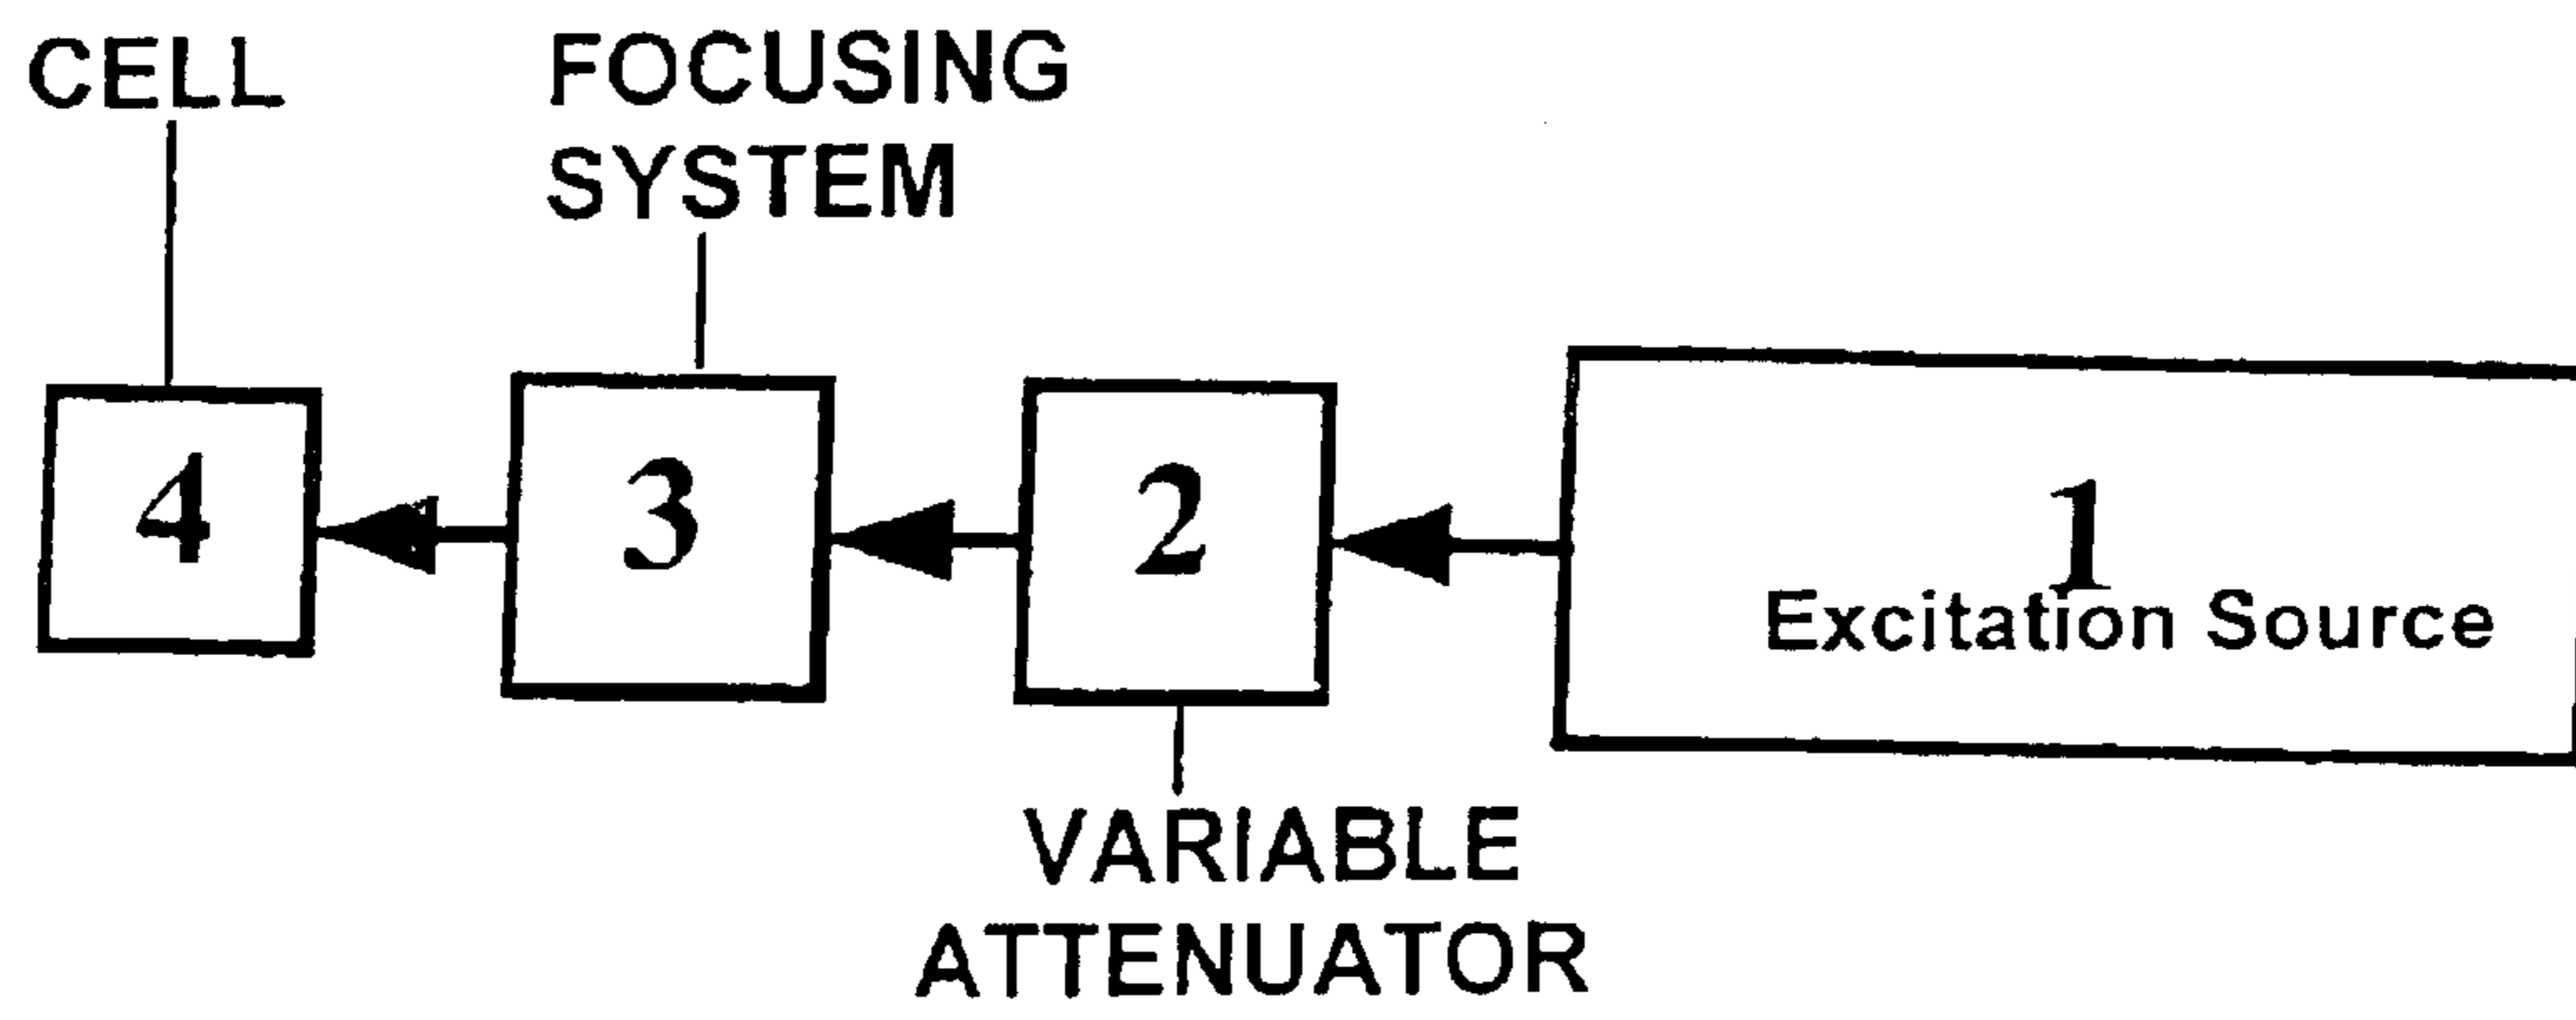 CELL
FOCUSING
SYSTEM
4
3
2
1
Excitation Source
VARIABLE
ATTENUATOR